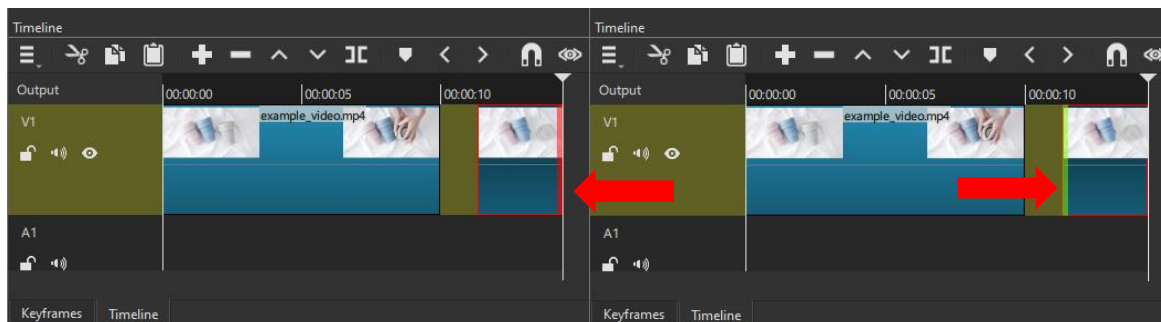 Timeline
Output
00:00:00
00:00:05
00:00:10
V1
example_video.mp4
A1
Keyframes
Timeline
Timeline
Output
00:00:00
00:00:05
00:00:10
V1
example_video.mp4
A1
Keyframes
Timeline